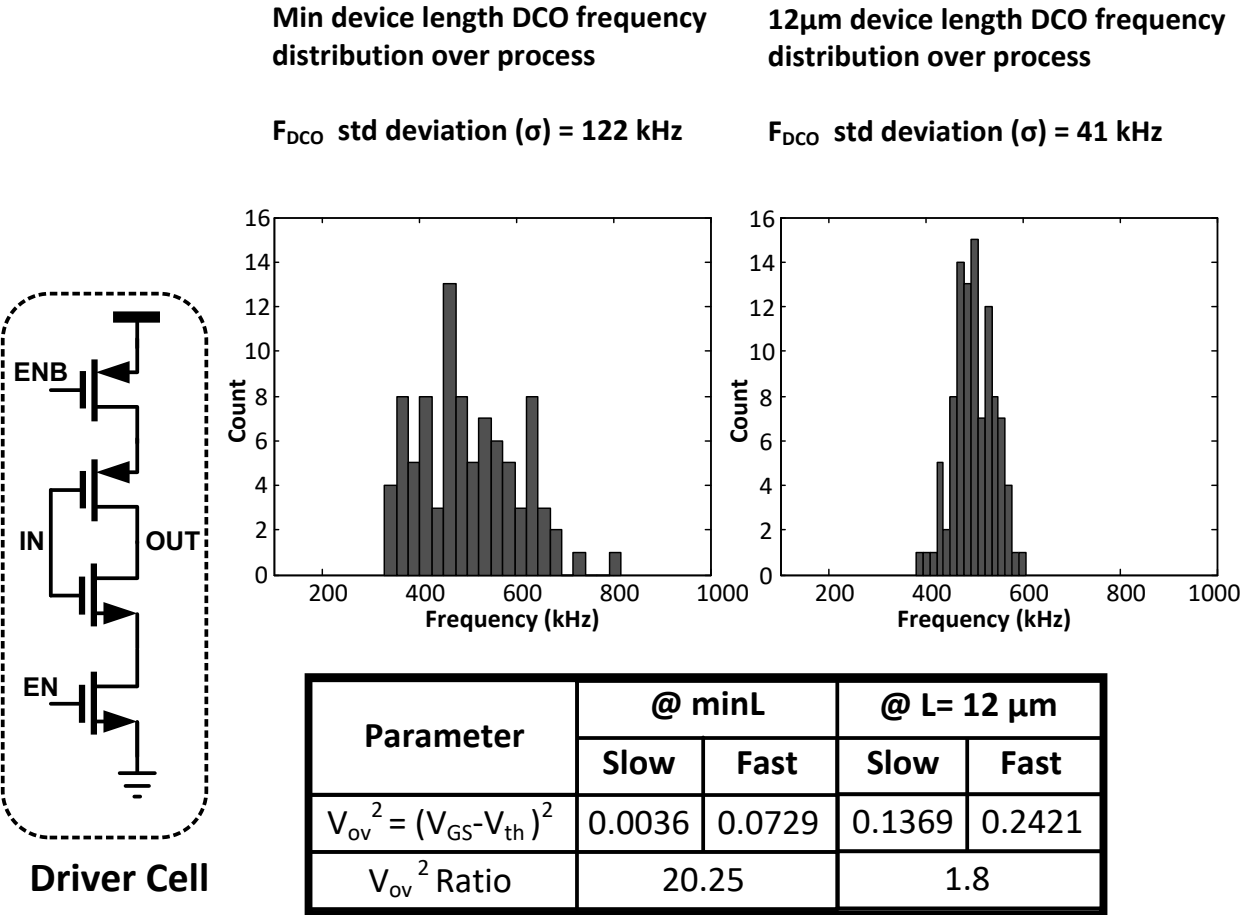 Min device length DCO frequency
distribution over process
F_DCO std deviation (σ) = 122 kHz
12µm device length DCO frequency
distribution over process
F_DCO std deviation (σ) = 41 kHz
ENB
IN
OUT
EN
Driver Cell
Count
16
14
12
10
8
6
4
2
0
200 400 600 800 1000
Frequency (kHz)
Count
16
14
12
10
8
6
4
2
0
200 400 600 800 1000
Frequency (kHz)
Parameter @ minL @ L= 12 µm
Slow Fast Slow Fast
V_ov² = (V_GS-V_th)² 0.0036 0.0729 0.1369 0.2421
V_ov² Ratio 20.25 1.8